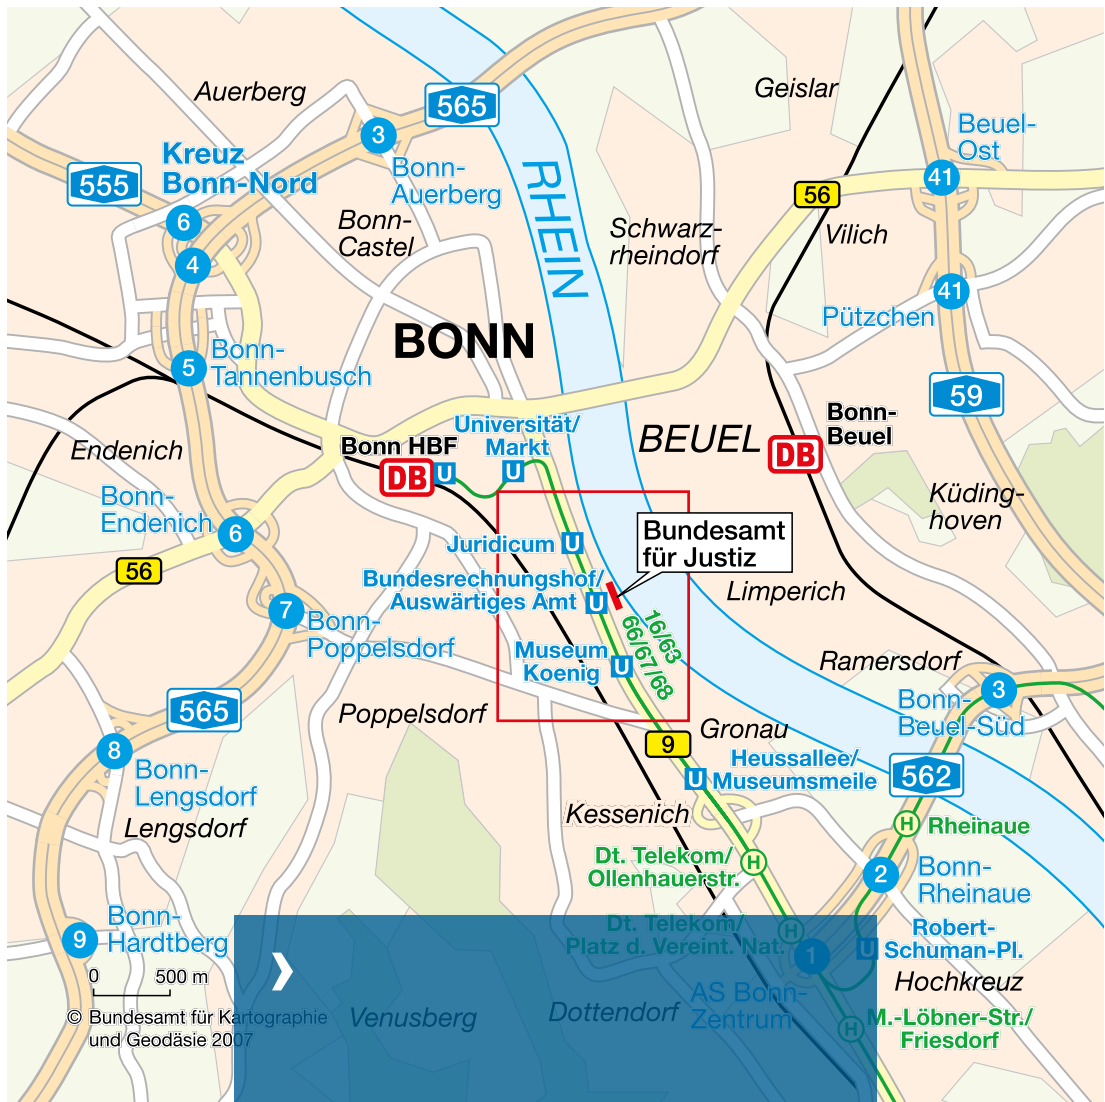 Auerberg
565
Geislar
3
Beuel-
Ost
Kreuz
Bonn-Nord
555
Bonn-
Auerberg
41
56
6
Bonn-
Castel
RHEIN
Schwarz-
rheindorf
Vilich
4
41
Pützchen
BONN
5
Bonn-
Tannenbusch
59
Bonn-
Beuel
Endenich
Bonn HBF
DB
U
Universität/
Markt
U
BEUEL
DB
Bonn-
Endenich
6
Küding-
hoven
Juridicum U
Bundesamt
für Justiz
56
Bundesrechnungshof/
Auswärtiges Amt U
Limperich
7
Bonn-
Poppelsdorf
16/63
66/67/68
Museum
Koenig U
Ramersdorf
3
Bonn-
Beuel-Süd
565
Poppelsdorf
Gronau
9
8
Bonn-
Lengsdorf
Heussallee/
U Museumsmeile
562
Lengsdorf
Kessenich
H Rheinaue
Dt. Telekom/
Ollenhauerstr.
H
2
Bonn-
Rheinaue
9
Bonn-
Hardtberg
Dt. Telekom/
Platz d. Vereint. Nat.
H
1
U
Robert-
Schuman-Pl.
0 500 m
❯
Hochkreuz
AS Bonn-
Zentrum
© Bundesamt für Kartographie
und Geodäsie 2007
Venusberg
Dottendorf
H
M.-Löbner-Str./
Friesdorf